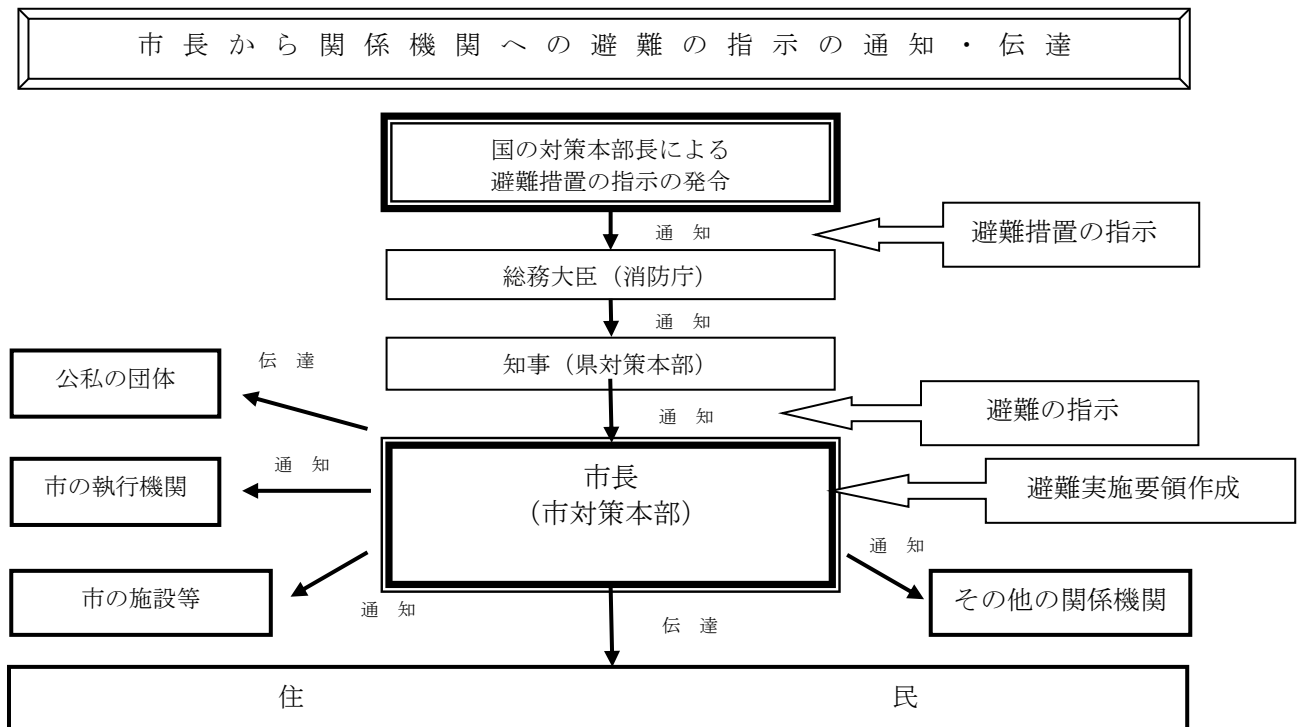 市長から関係機関への避難の指示の通知・伝達
国の対策本部長による
避難措置の指示の発令
通 知
避難措置の指示
総務大臣（消防庁）
通 知
知事（県対策本部）
伝 達
公私の団体
通 知
避難の指示
市長
（市対策本部）
通 知
市の執行機関
避難実施要領作成
通 知
市の施設等
通 知
その他の関係機関
伝 達
住 民